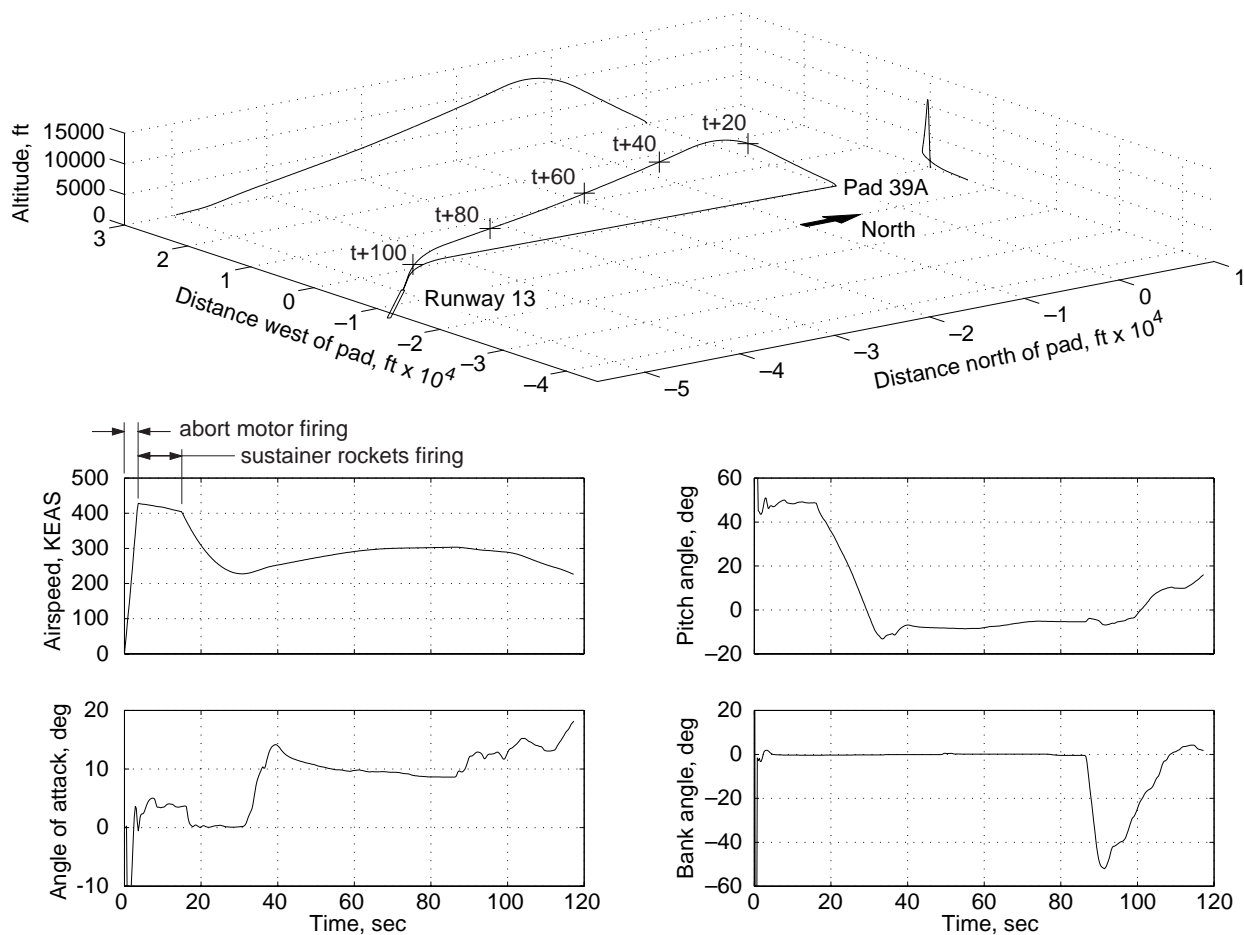 15000
10000
5000
0
Altitude, ft
3
2
1
0
–1
–2
–3
–4
Distance west of pad, ft x 10^4
–5
–4
–3
–2
–1
0
1
Distance north of pad, ft x 10^4
t+20
t+40
t+60
t+80
t+100
Pad 39A
North
Runway 13
abort motor firing
sustainer rockets firing
500
400
300
200
100
0
Airspeed, KEAS
60
40
20
0
–20
Pitch angle, deg
20
10
0
-10
Angle of attack, deg
0 20 40 60 80 100 120
Time, sec
20
0
–20
–40
–60
Bank angle, deg
0 20 40 60 80 100 120
Time, sec